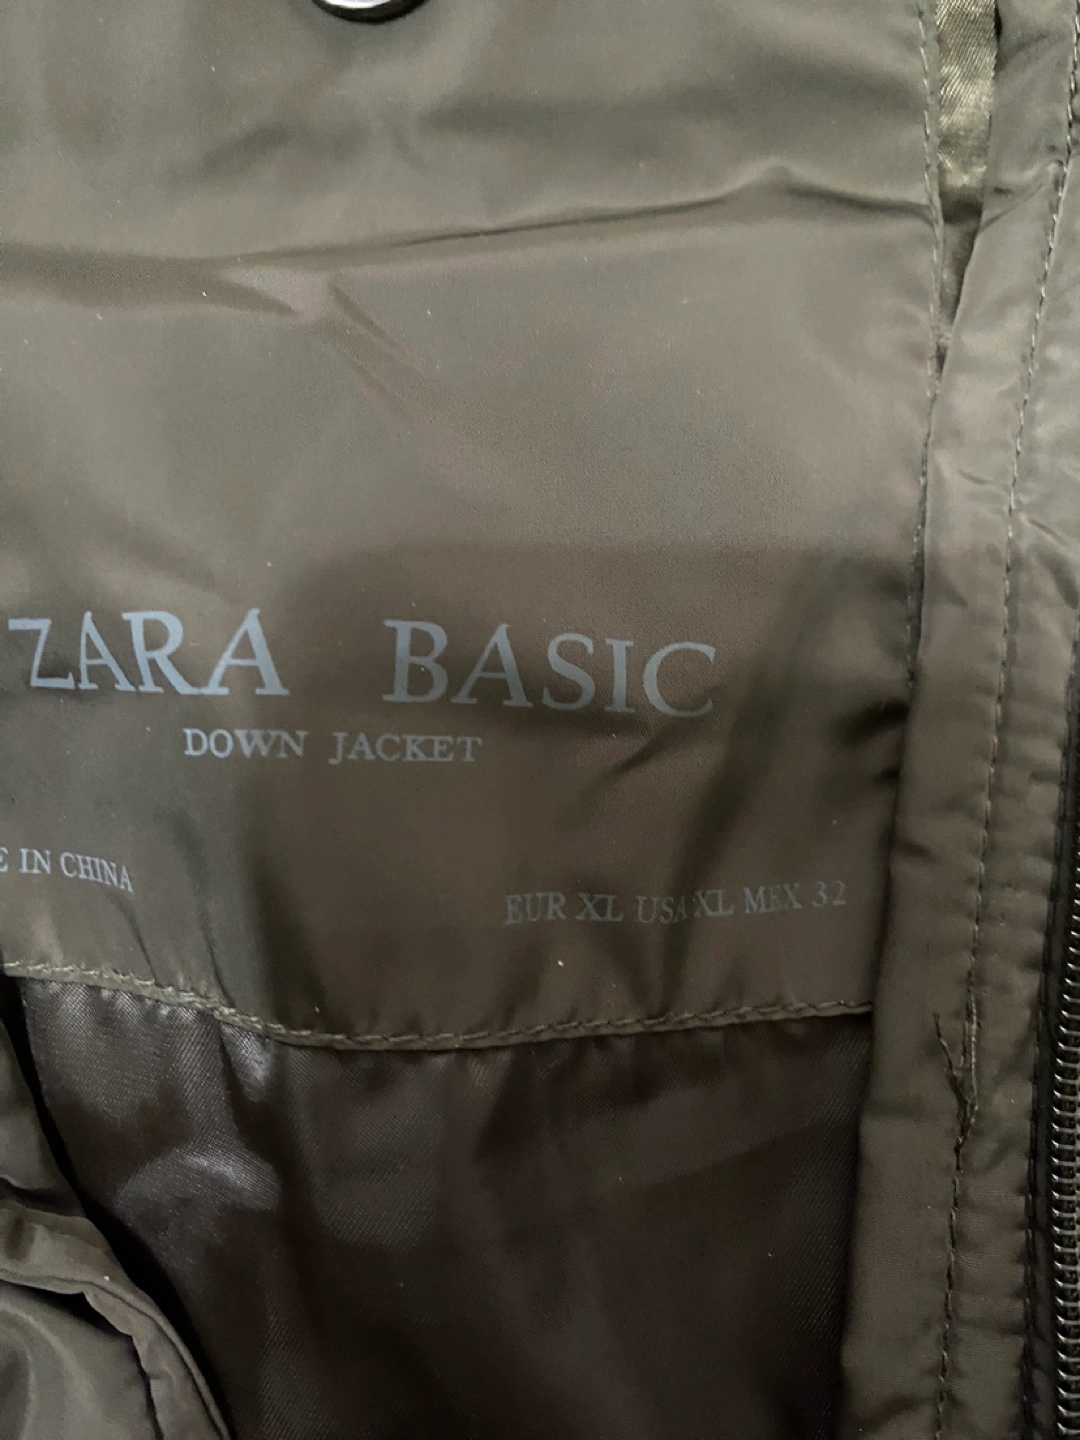 ZARA BASIC
DOWN JACKET
E IN CHINA
EUR XL USA XL MEX 32